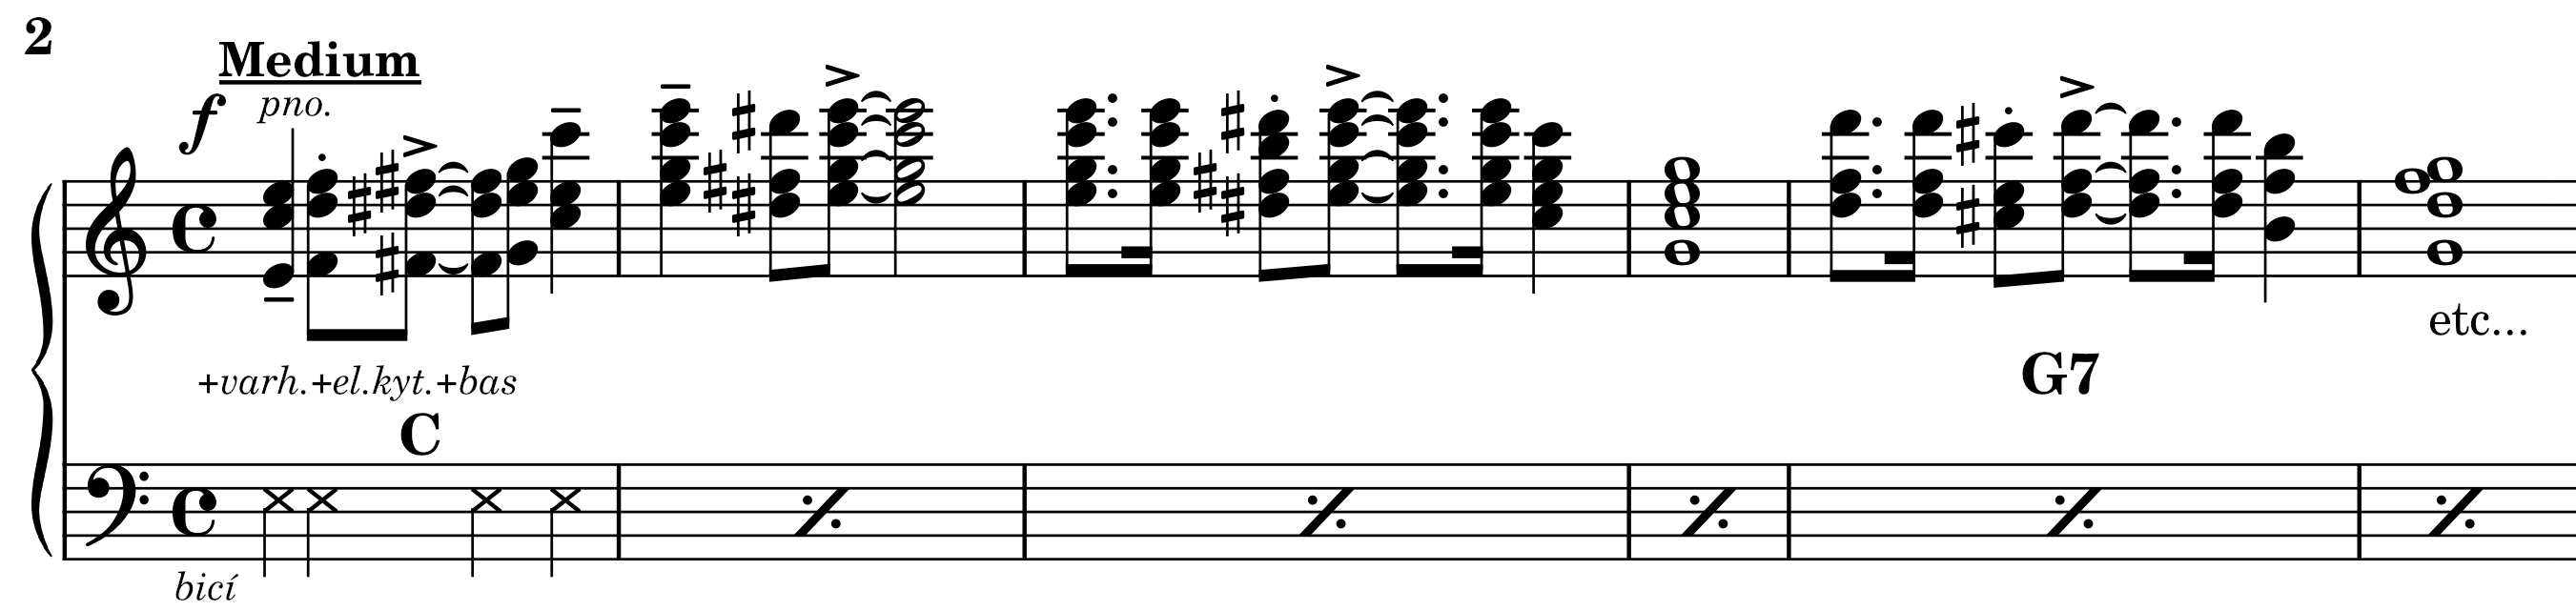 2
Medium
f
pno.
etc...
G7
+varh.+el.kyt.+bas
C
bicí